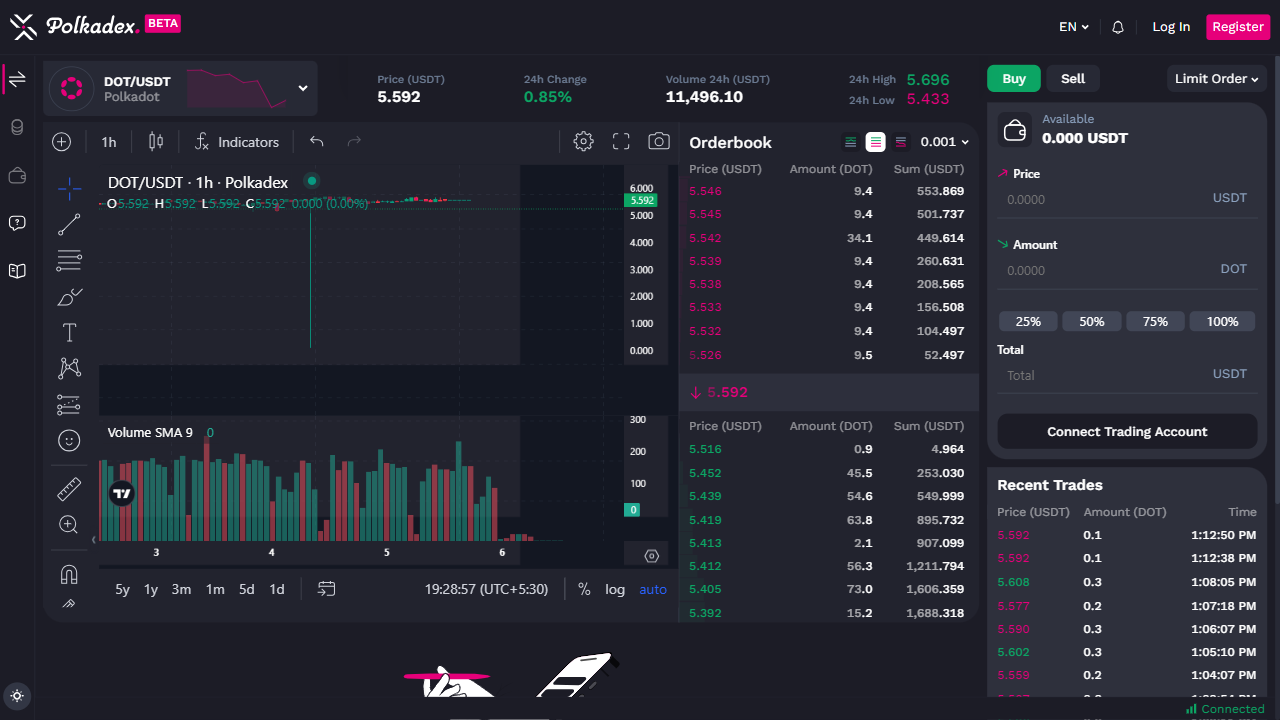 Polkadex. BETA
EN
Log In
Register
DOT/USDT
Polkadot
Price (USDT)
5.592
24h Change
0.85%
Volume 24h (USDT)
11,496.10
24h High 5.696
24h Low 5.433
Buy
Sell
Limit Order
1h
Indicators
DOT/USDT · 1h · Polkadex
O5.592 H5.592 L5.592 C5.592 0.000 (0.00%)
6.000
5.592
5.000
4.000
3.000
2.000
1.000
0.000
Volume SMA 9 0
300
200
100
0
3 4 5 6
5y 1y 3m 1m 5d 1d
19:28:57 (UTC+5:30)
% log auto
Orderbook
0.001
Price (USDT) Amount (DOT) Sum (USDT)
5.546 9.4 553.869
5.545 9.4 501.737
5.542 34.1 449.614
5.539 9.4 260.631
5.538 9.4 208.565
5.533 9.4 156.508
5.532 9.4 104.497
5.526 9.5 52.497
5.592
Price (USDT) Amount (DOT) Sum (USDT)
5.516 0.9 4.964
5.452 45.5 253.030
5.439 54.6 549.999
5.419 63.8 895.732
5.413 2.1 907.099
5.412 56.3 1,211.794
5.405 73.0 1,606.359
5.392 15.2 1,688.318
Available
0.000 USDT
Price
0.0000 USDT
Amount
0.0000 DOT
25% 50% 75% 100%
Total
Total USDT
Connect Trading Account
Recent Trades
Price (USDT) Amount (DOT) Time
5.592 0.1 1:12:50 PM
5.592 0.1 1:12:38 PM
5.608 0.3 1:08:05 PM
5.577 0.2 1:07:18 PM
5.590 0.3 1:06:07 PM
5.602 0.3 1:05:10 PM
5.559 0.2 1:04:07 PM
Connected